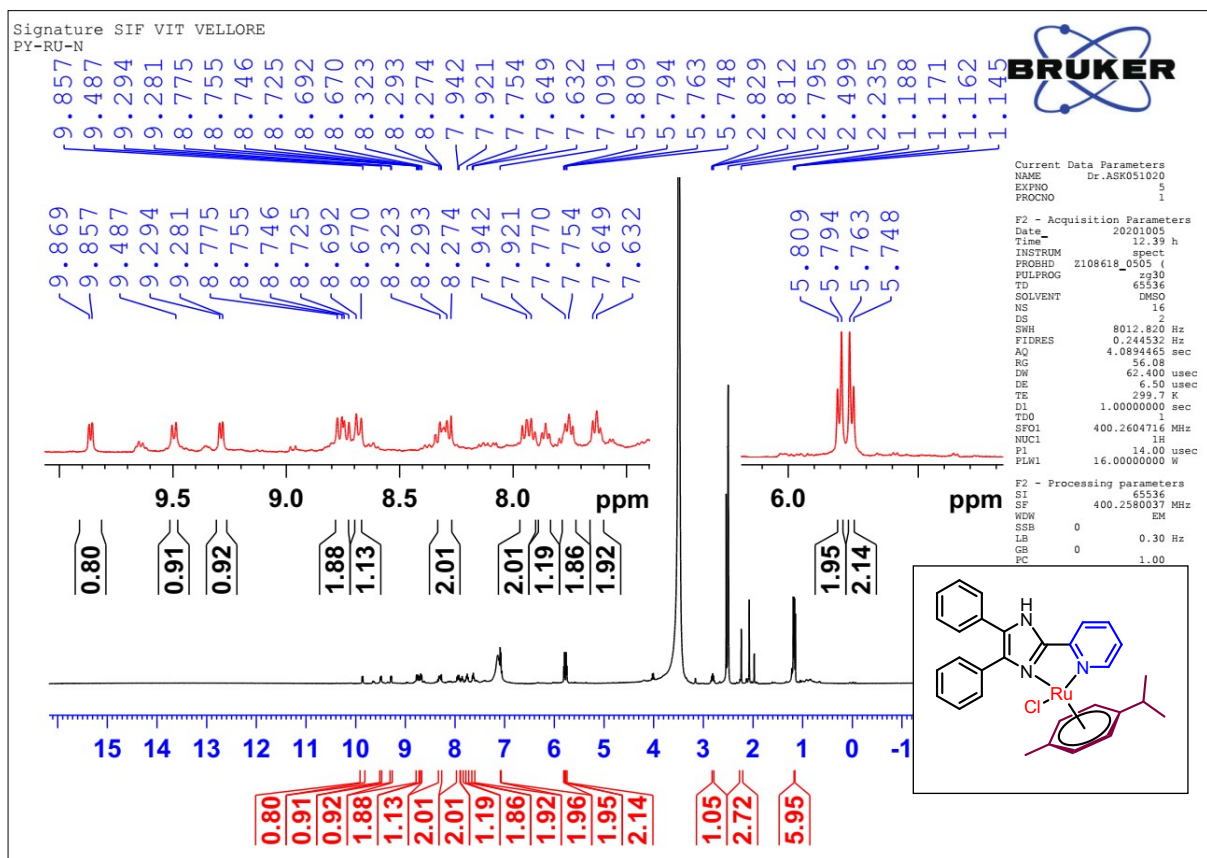 Signature SIF VIT VELLORE
PY-RU-N
BRUKER
9.857 9.487 9.294 9.281 8.775 8.755 8.746 8.725 8.692 8.670 8.323 8.293 8.274 7.942 7.921 7.754 7.649 7.632 7.091 5.809 5.794 5.763 5.748 2.829 2.812 2.795 2.499 2.235 1.188 1.171 1.162 1.145
9.869 9.857 9.487 9.294 9.281 8.775 8.755 8.746 8.725 8.692 8.670 8.323 8.293 8.274 7.942 7.921 7.770 7.754 7.649 7.632
5.809 5.794 5.763 5.748
9.5 9.0 8.5 8.0 ppm
6.0 ppm
0.80 0.91 0.92 1.88 1.13 2.01 2.01 1.19 1.86 1.92
1.95 2.14
15 14 13 12 11 10 9 8 7 6 5 4 3 2 1 0 -1
0.80 0.91 0.92 1.88 1.13 2.01 2.01 1.19 1.86 1.92 1.96 1.95 2.14 1.05 2.72 5.95
Current Data Parameters
NAME Dr.ASK051020
EXPNO 5
PROCNO 1
F2 - Acquisition Parameters
Date_ 20201005
Time 12.39 h
INSTRUM spect
PROBHD Z108618_0505 (
PULPROG zg30
TD 65536
SOLVENT DMSO
NS 16
DS 2
SWH 8012.820 Hz
FIDRES 0.244532 Hz
AQ 4.0894465 sec
RG 56.08
DW 62.400 usec
DE 6.50 usec
TE 299.7 K
D1 1.00000000 sec
TD0 1
SFO1 400.2604716 MHz
NUC1 1H
P1 14.00 usec
PLW1 16.00000000 W
F2 - Processing parameters
SI 65536
SF 400.2580037 MHz
WDW EM
SSB 0
LB 0.30 Hz
GB 0
PC 1.00
NH
N
N
Ru
Cl